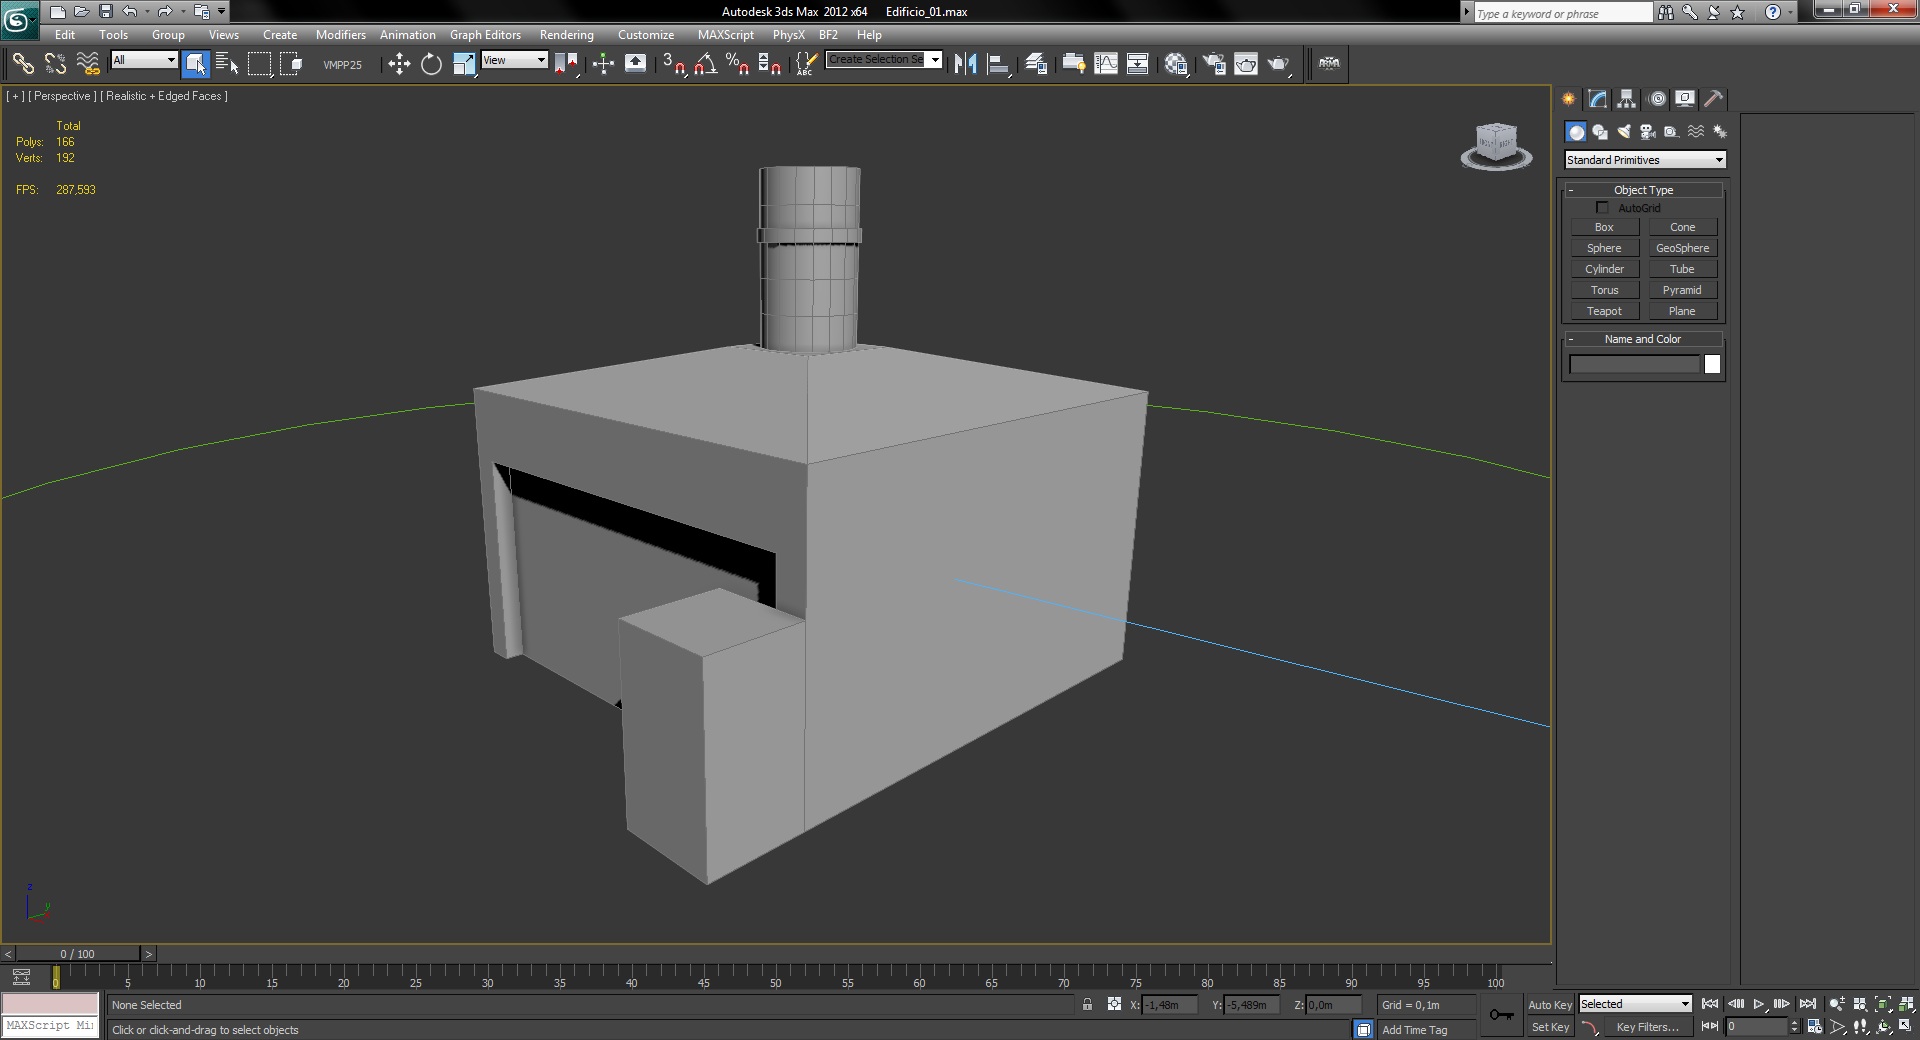 Autodesk 3ds Max 2012 x64 Edificio_01.max
Type a keyword or phrase
Edit Tools Group Views Create Modifiers Animation Graph Editors Rendering Customize MAXScript PhysX BF2 Help
All VMPP25 View 3 ABC Create Selection Se
[ + ] [ Perspective ] [ Realistic + Edged Faces ]
Total
Polys: 166
Verts: 192
FPS: 287,593
Standard Primitives
- Object Type
AutoGrid
Box Cone
Sphere GeoSphere
Cylinder Tube
Torus Pyramid
Teapot Plane
- Name and Color
z
y
< 0 / 100 >
0 5 10 15 20 25 30 35 40 45 50 55 60 65 70 75 80 85 90 95 100
None Selected X: -1,48m Y: -5,489m Z: 0,0m Grid = 0,1m Auto Key Selected
MAXScript Mi Click or click-and-drag to select objects Add Time Tag Set Key Key Filters... 0